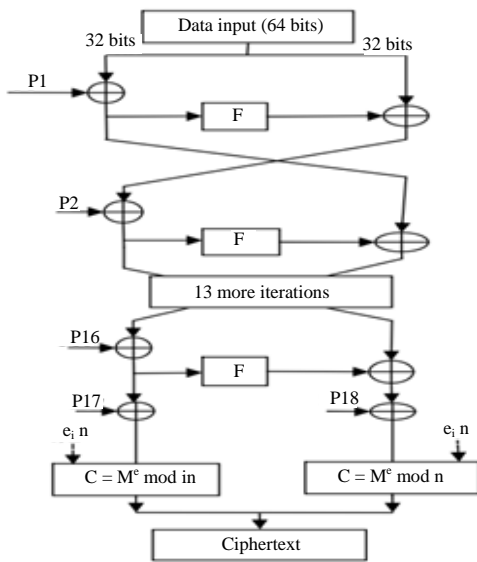 Data input (64 bits)
32 bits
32 bits
P1
F
P2
F
13 more iterations
P16
F
P17
P18
eᵢ n
eᵢ n
C = Mᵉ mod in
C = Mᵉ mod n
Ciphertext